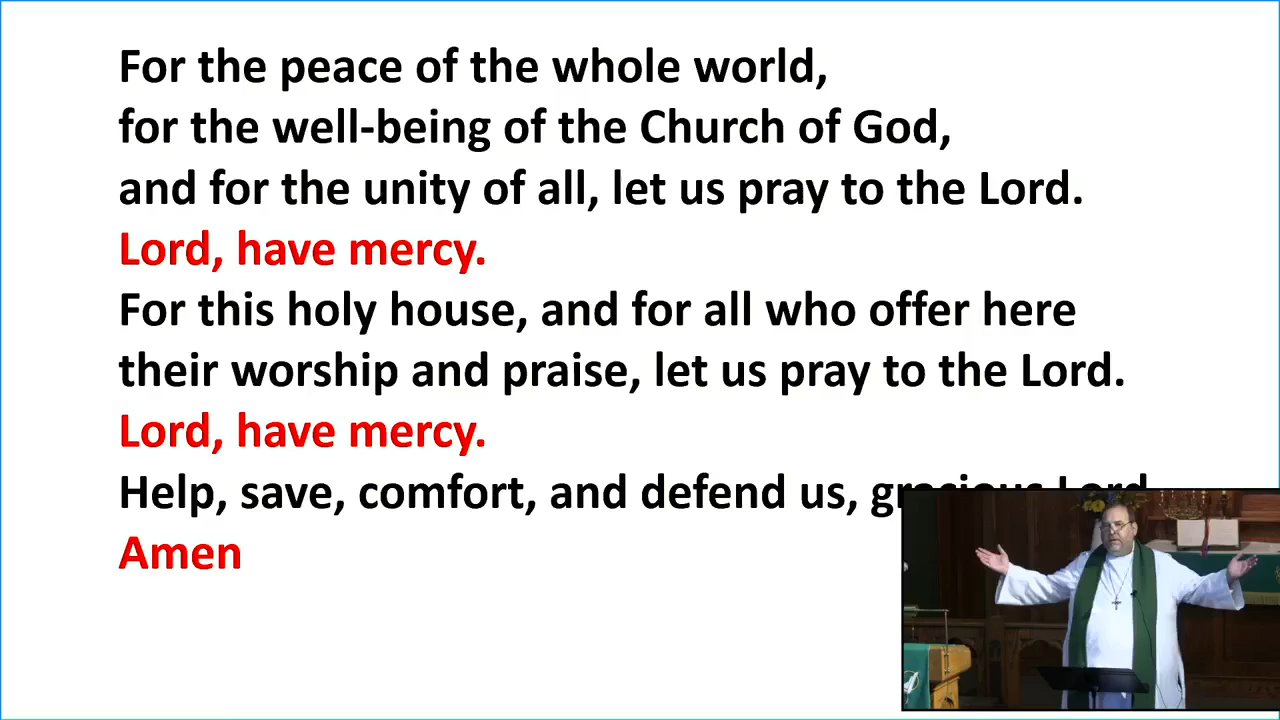 For the peace of the whole world,
for the well-being of the Church of God,
and for the unity of all, let us pray to the Lord.
Lord, have mercy.
For this holy house, and for all who offer here
their worship and praise, let us pray to the Lord.
Lord, have mercy.
Help, save, comfort, and defend us, gracious Lord
Amen